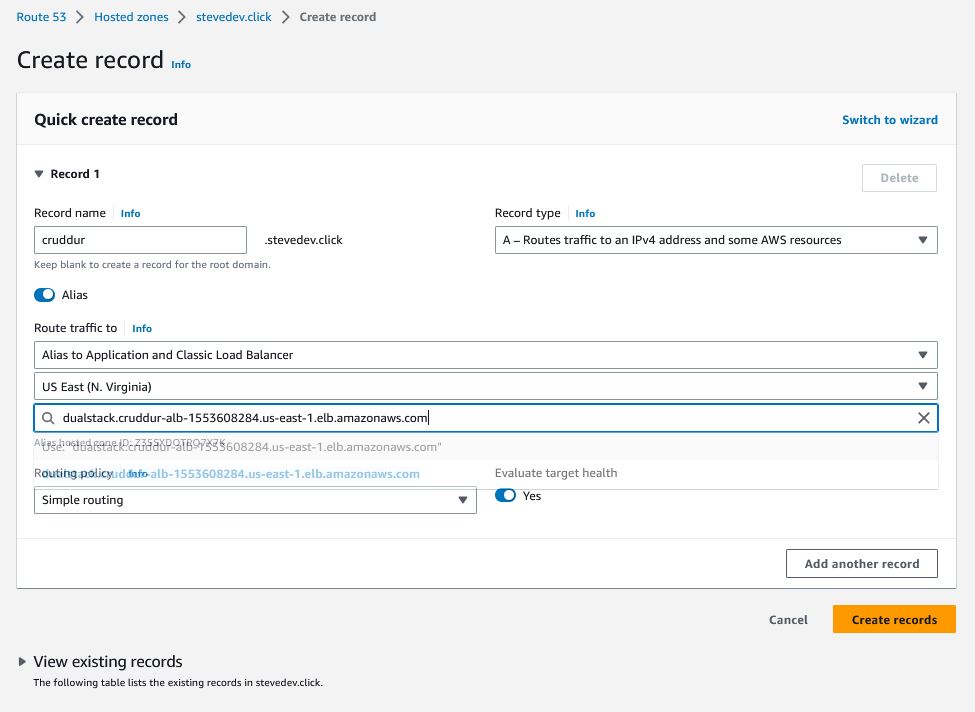 Route 53 > Hosted zones > stevedev.click > Create record
Create record Info
Quick create record
Switch to wizard
Record 1
Delete
Record name Info
Record type Info
cruddur
.stevedev.click
A – Routes traffic to an IPv4 address and some AWS resources
Keep blank to create a record for the root domain.
Alias
Route traffic to Info
Alias to Application and Classic Load Balancer
US East (N. Virginia)
dualstack.cruddur-alb-1553608284.us-east-1.elb.amazonaws.com
Alias hosted zone ID:
Use: "dualstack.cruddur-alb-1553608284.us-east-1.elb.amazonaws.com"
Routing policy Info
dualstack.cruddur-alb-1553608284.us-east-1.elb.amazonaws.com
Evaluate target health
Simple routing
Yes
Add another record
Cancel
Create records
View existing records
The following table lists the existing records in stevedev.click.